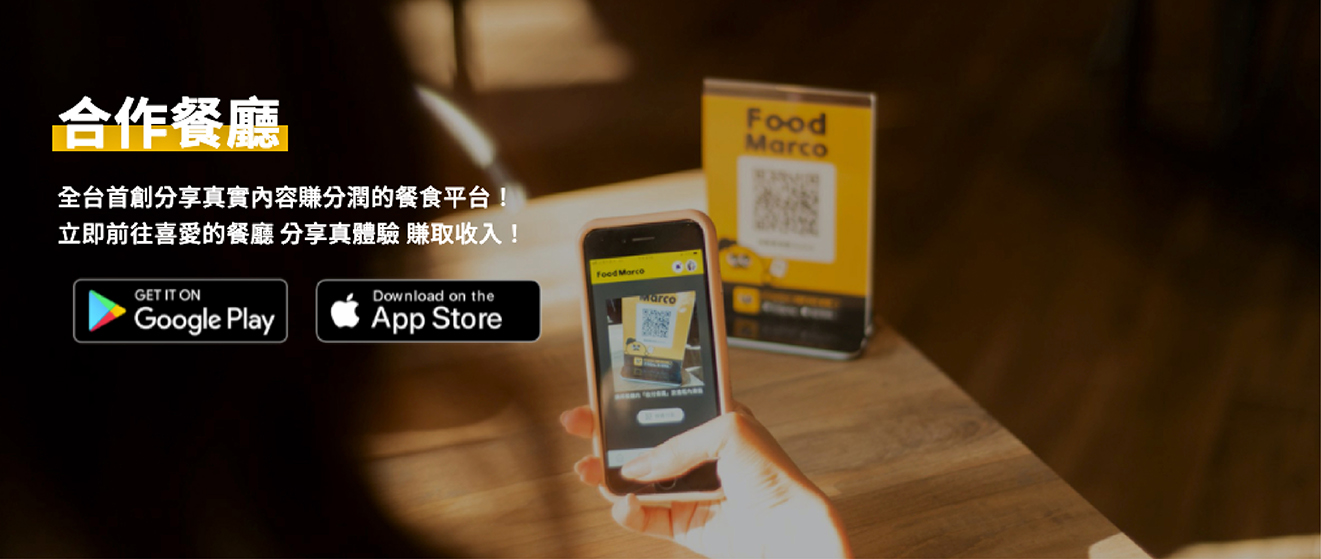 合作餐廳
全台首創分享真實內容賺分潤的餐食平台！
立即前往喜愛的餐廳 分享真體驗 賺取收入！
GET IT ON
Google Play
Download on the
App Store
Food
Marco
Food Marco
Marco